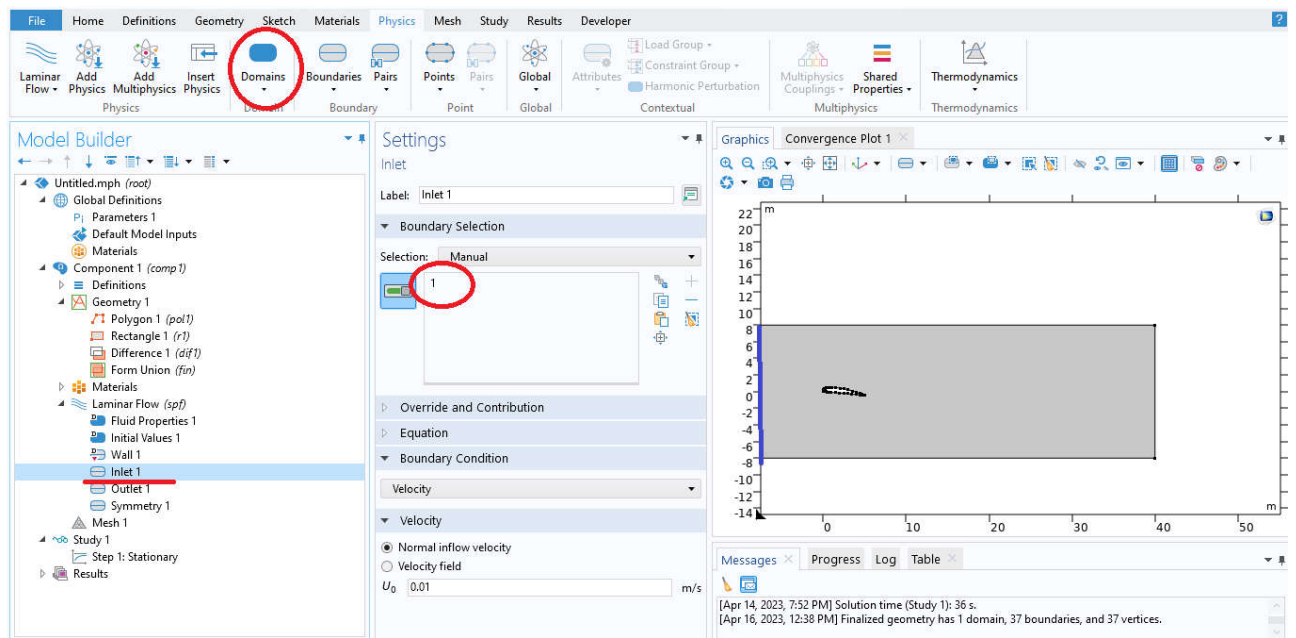 File Home Definitions Geometry Sketch Materials Physics Mesh Study Results Developer ?
Laminar Flow Add Physics Add Multiphysics Insert Physics
Physics
Domains
Domain
Boundaries Pairs
Boundary
Points Pairs
Point
Global
Global
Attributes
Load Group
Constraint Group
Harmonic Perturbation
Contextual
Multiphysics Couplings Shared Properties
Multiphysics
Thermodynamics
Thermodynamics
Model Builder
Untitled.mph (root)
Global Definitions
Pi Parameters 1
Default Model Inputs
Materials
Component 1 (comp1)
Definitions
Geometry 1
Polygon 1 (pol1)
Rectangle 1 (r1)
Difference 1 (dif1)
Form Union (fin)
Materials
Laminar Flow (spf)
Fluid Properties 1
Initial Values 1
Wall 1
Inlet 1
Outlet 1
Symmetry 1
Mesh 1
Study 1
Step 1: Stationary
Results
Settings
Inlet
Label: Inlet 1
Boundary Selection
Selection: Manual
1
Override and Contribution
Equation
Boundary Condition
Velocity
Velocity
Normal inflow velocity
Velocity field
U0 0.01 m/s
Graphics Convergence Plot 1
m
22
20
18
16
14
12
10
8
6
4
2
0
-2
-4
-6
-8
-10
-12
-14
m
0 10 20 30 40 50
Messages Progress Log Table
[Apr 14, 2023, 7:52 PM] Solution time (Study 1): 36 s.
[Apr 16, 2023, 12:38 PM] Finalized geometry has 1 domain, 37 boundaries, and 37 vertices.